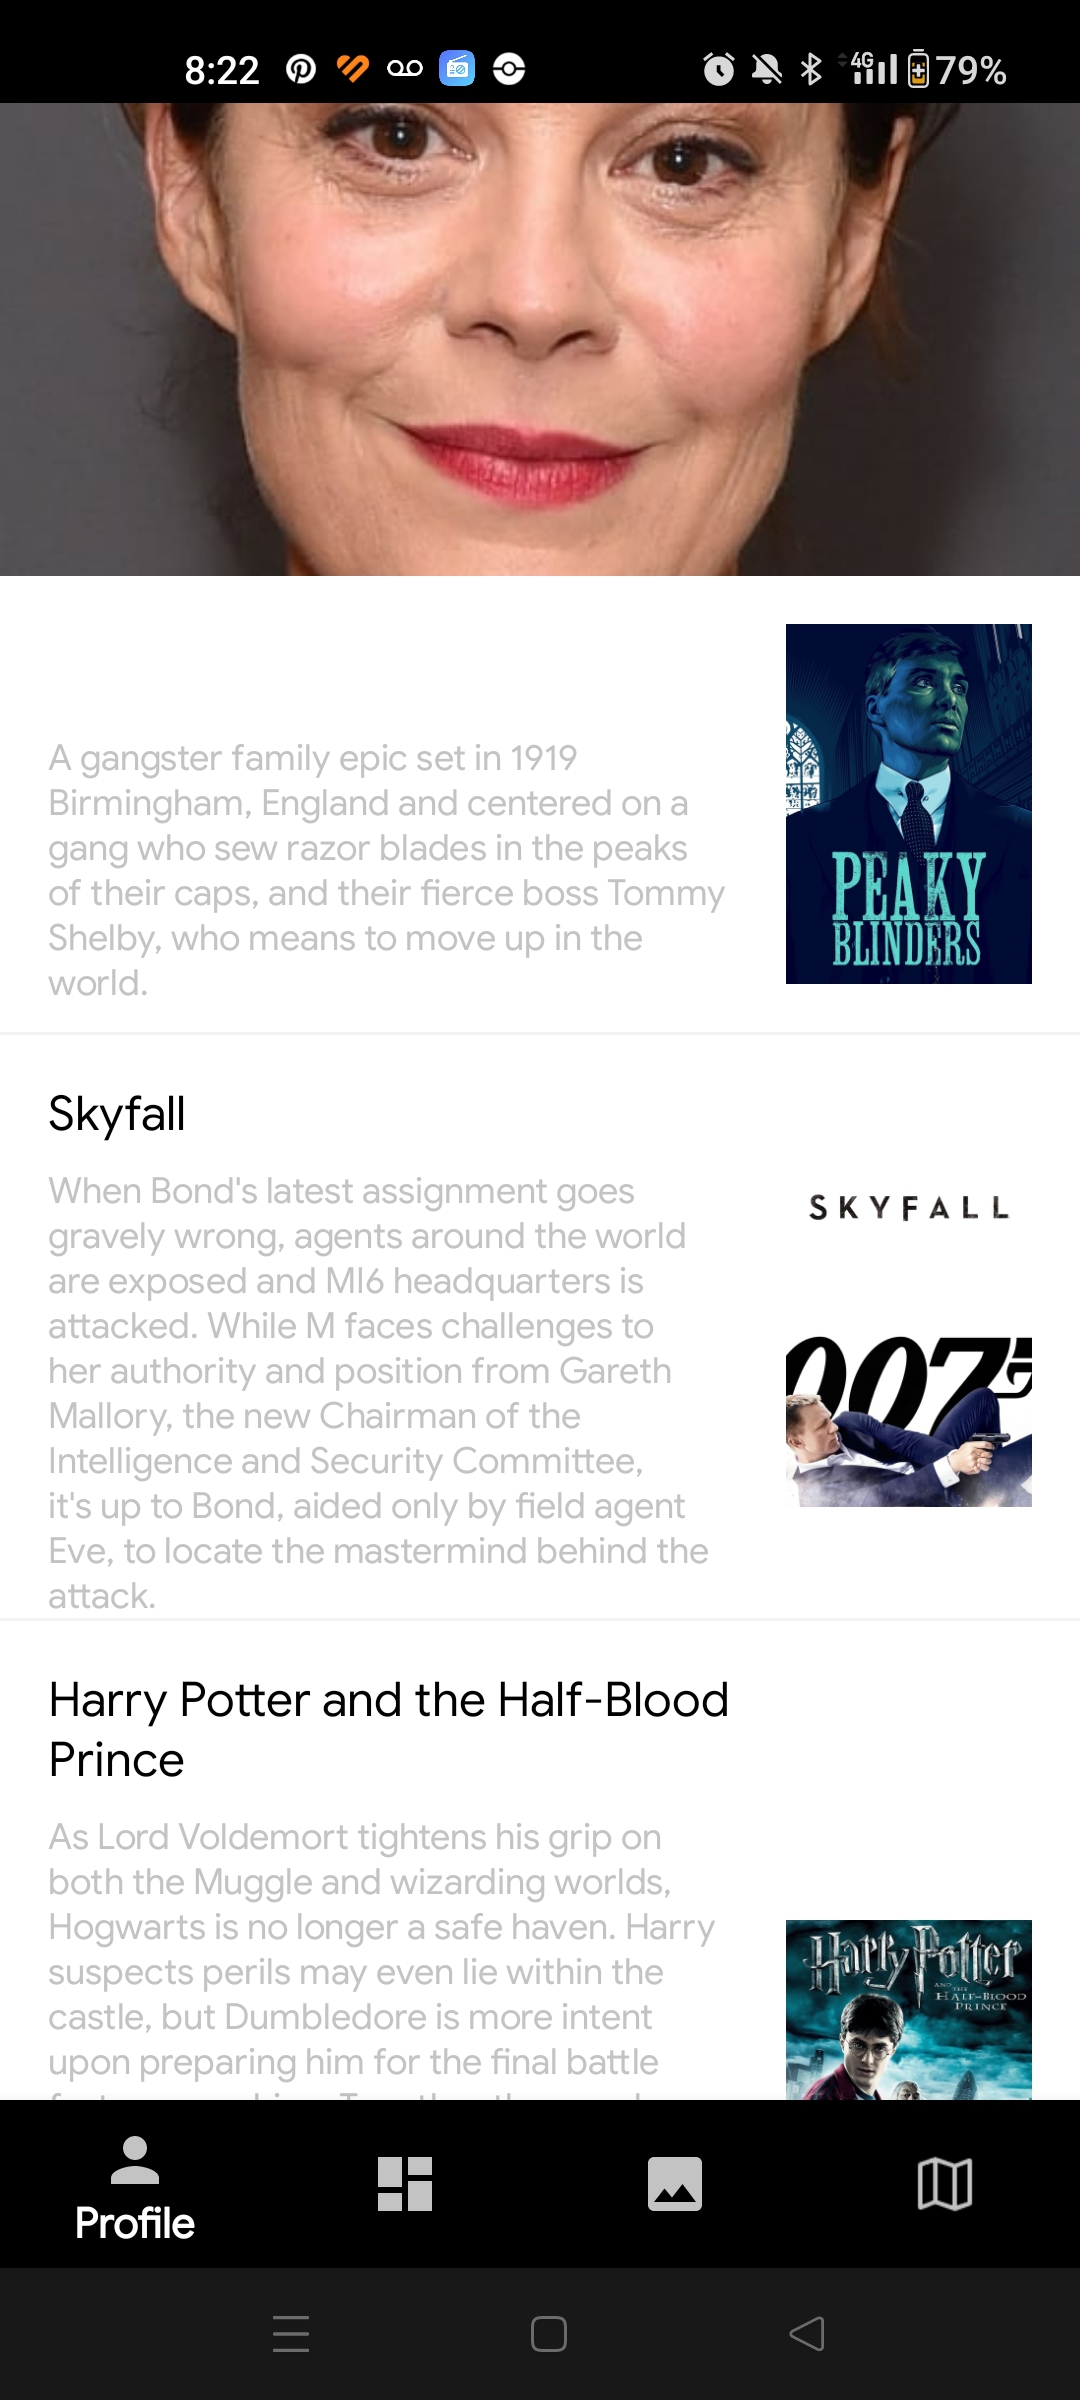 8:22
4G
79%
A gangster family epic set in 1919
Birmingham, England and centered on a
gang who sew razor blades in the peaks
of their caps, and their fierce boss Tommy
Shelby, who means to move up in the
world.
PEAKY
BLINDERS
Skyfall
When Bond's latest assignment goes
gravely wrong, agents around the world
are exposed and MI6 headquarters is
attacked. While M faces challenges to
her authority and position from Gareth
Mallory, the new Chairman of the
Intelligence and Security Committee,
it's up to Bond, aided only by field agent
Eve, to locate the mastermind behind the
attack.
SKYFALL
007
Harry Potter and the Half-Blood
Prince
As Lord Voldemort tightens his grip on
both the Muggle and wizarding worlds,
Hogwarts is no longer a safe haven. Harry
suspects perils may even lie within the
castle, but Dumbledore is more intent
upon preparing him for the final battle
Harry Potter
AND THE
HALF-BLOOD
PRINCE
Profile